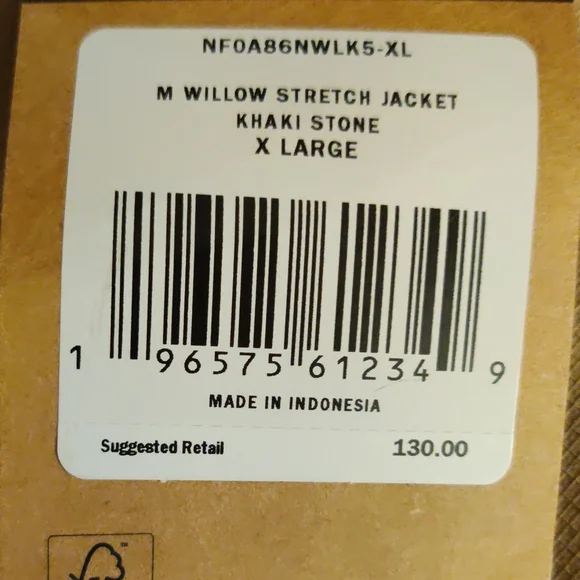 NF0A86NWLK5-XL
M WILLOW STRETCH JACKET
KHAKI STONE
X LARGE
1 96575 61234 9
MADE IN INDONESIA
Suggested Retail 130.00
™